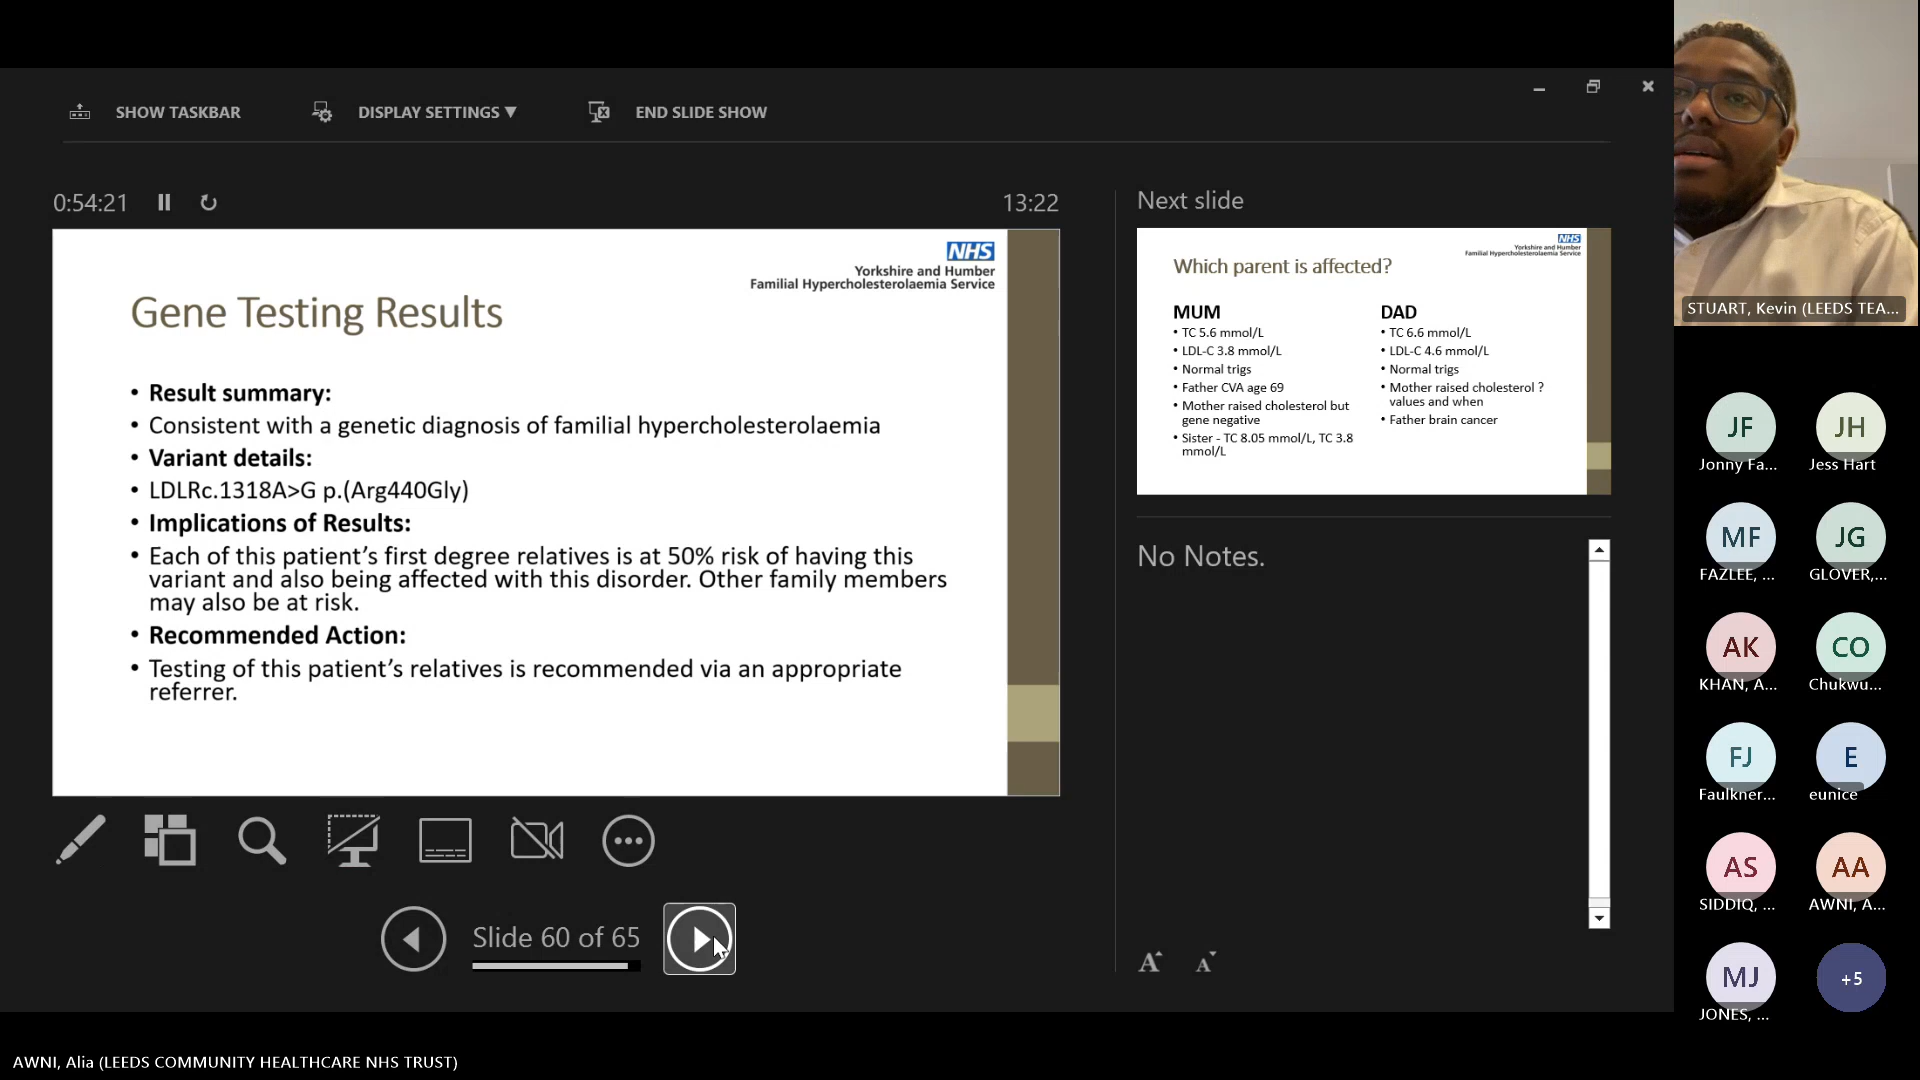 SHOW TASKBAR
DISPLAY SETTINGS ▼
END SLIDE SHOW
0:54:21
13:22
NHS
Yorkshire and Humber
Familial Hypercholesterolaemia Service
Gene Testing Results
• Result summary:
• Consistent with a genetic diagnosis of familial hypercholesterolaemia
• Variant details:
• LDLRc.1318A>G p.(Arg440Gly)
• Implications of Results:
• Each of this patient's first degree relatives is at 50% risk of having this
variant and also being affected with this disorder. Other family members
may also be at risk.
• Recommended Action:
• Testing of this patient's relatives is recommended via an appropriate
referrer.
Slide 60 of 65
Next slide
NHS
Yorkshire and Humber
Familial Hypercholesterolaemia Service
Which parent is affected?
MUM
• TC 5.6 mmol/L
• LDL-C 3.8 mmol/L
• Normal trigs
• Father CVA age 69
• Mother raised cholesterol but
gene negative
• Sister - TC 8.05 mmol/L, TC 3.8
mmol/L
DAD
• TC 6.6 mmol/L
• LDL-C 4.6 mmol/L
• Normal trigs
• Mother raised cholesterol ?
values and when
• Father brain cancer
No Notes.
A A
STUART, Kevin (LEEDS TEA...
JF
Jonny Fa...
JH
Jess Hart
MF
FAZLEE, ...
JG
GLOVER,...
AK
KHAN, A...
CO
Chukwu...
FJ
Faulkner...
E
eunice
AS
SIDDIQ, ...
AA
AWNI, A...
MJ
JONES, ...
+5
AWNI, Alia (LEEDS COMMUNITY HEALTHCARE NHS TRUST)